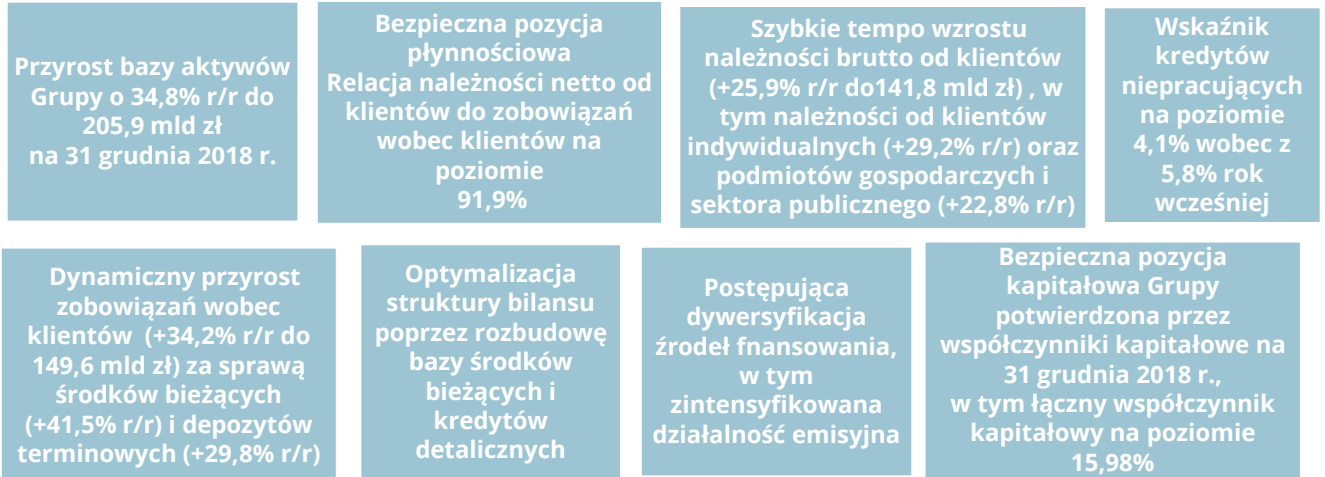 Przyrost bazy aktywów
Grupy o 34,8% r/r do
205,9 mld zł
na 31 grudnia 2018 r.
Bezpieczna pozycja
płynnościowa
Relacja należności netto od
klientów do zobowiązań
wobec klientów na
poziomie
91,9%
Szybkie tempo wzrostu
należności brutto od klientów
(+25,9% r/r do141,8 mld zł) , w
tym należności od klientów
indywidualnych (+29,2% r/r) oraz
podmiotów gospodarczych i
sektora publicznego (+22,8% r/r)
Wskaźnik
kredytów
niepracujących
na poziomie
4,1% wobec z
5,8% rok
wcześniej
Dynamiczny przyrost
zobowiązań wobec
klientów (+34,2% r/r do
149,6 mld zł) za sprawą
środków bieżących
(+41,5% r/r) i depozytów
terminowych (+29,8% r/r)
Optymalizacja
struktury bilansu
poprzez rozbudowę
bazy środków
bieżących i
kredytów
detalicznych
Postępująca
dywersyfikacja
źrodeł fnansowania,
w tym
zintensyfikowana
działalność emisyjna
Bezpieczna pozycja
kapitałowa Grupy
potwierdzona przez
współczynniki kapitałowe na
31 grudnia 2018 r.,
w tym łączny współczynnik
kapitałowy na poziomie
15,98%